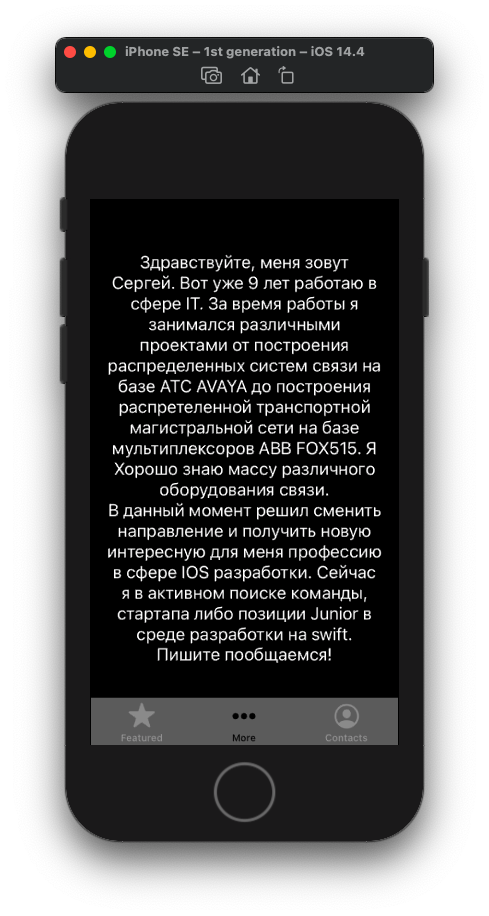 iPhone SE – 1st generation – iOS 14.4
Здравствуйте, меня зовут
Сергей. Вот уже 9 лет работаю в
сфере IT. За время работы я
занимался различными
проектами от построения
распределенных систем связи на
базе АТС AVAYA до построения
распретеленной транспортной
магистральной сети на базе
мультиплексоров ABB FOX515. Я
Хорошо знаю массу различного
оборудования связи.
В данный момент решил сменить
направление и получить новую
интересную для меня профессию
в сфере IOS разработки. Сейчас
я в активном поиске команды,
стартапа либо позиции Junior в
среде разработки на swift.
Пишите пообщаемся!
Featured More Contacts